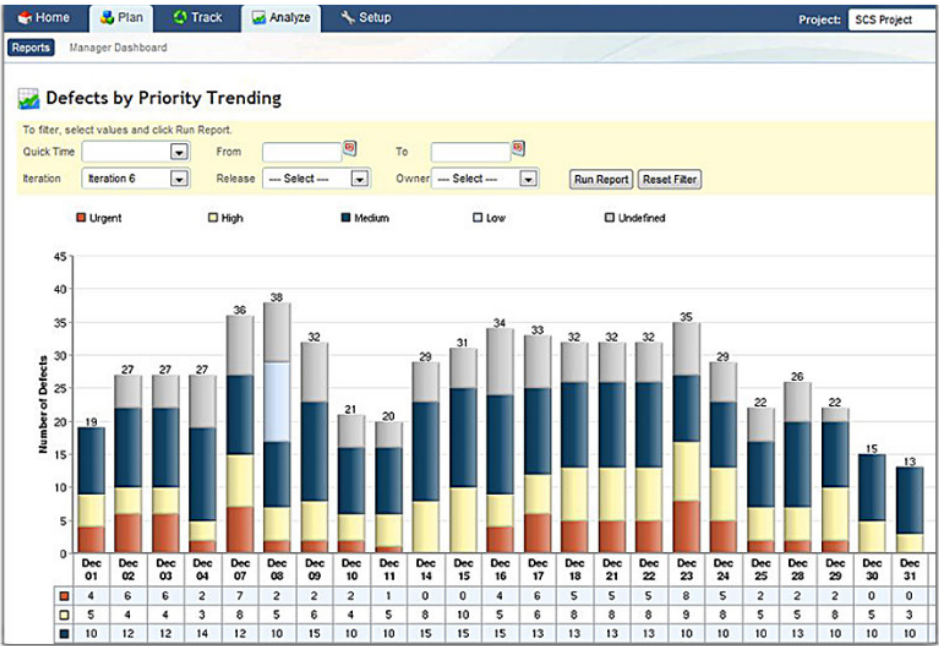 Home Plan Track Analyze Setup Project: SCS Project
Reports Manager Dashboard
Defects by Priority Trending
To filter, select values and click Run Report.
Quick Time From To
Iteration Iteration 6 Release --- Select --- Owner --- Select --- Run Report Reset Filter
Urgent High Medium Low Undefined
Number of Defects
45
40
35
30
25
20
15
10
5
0
19 27 27 27 36 38 32 21 20 29 31 34 33 32 32 32 35 29 22 26 22 15 13
Dec Dec Dec Dec Dec Dec Dec Dec Dec Dec Dec Dec Dec Dec Dec Dec Dec Dec Dec Dec Dec Dec Dec
01 02 03 04 07 08 09 10 11 14 15 16 17 18 21 22 23 24 25 28 29 30 31
4 6 6 2 7 2 2 2 1 0 0 4 6 5 5 5 8 5 2 2 2 0 0
5 4 4 3 8 5 6 4 5 8 10 5 6 8 8 8 9 8 5 5 8 5 3
10 12 12 14 12 10 15 10 10 15 15 15 13 13 13 13 10 10 10 13 10 10 10